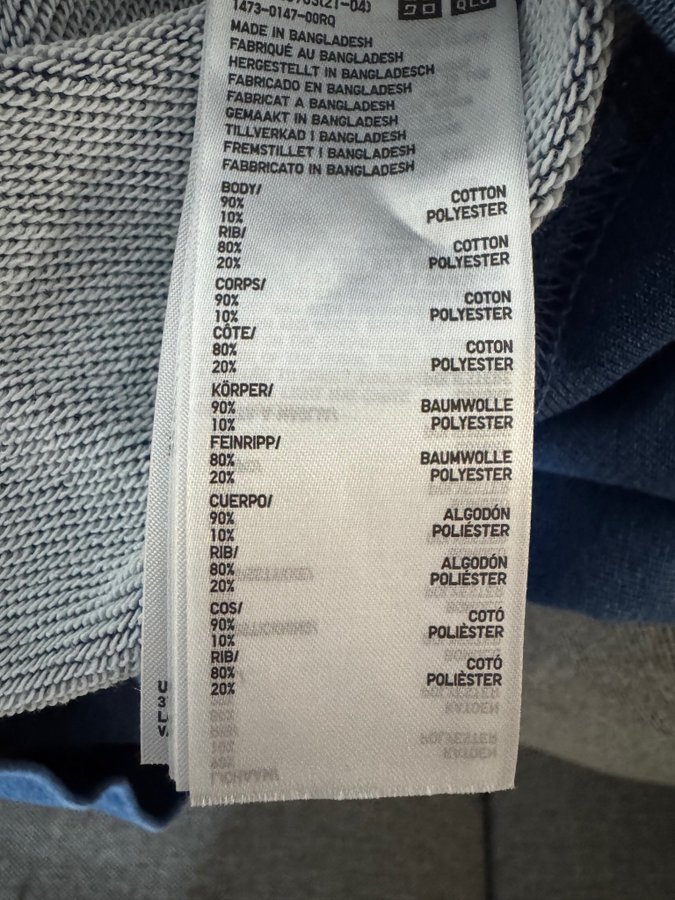 1473-0147-00RQ
MADE IN BANGLADESH
FABRIQUÉ AU BANGLADESH
HERGESTELLT IN BANGLADESCH
FABRICADO EN BANGLADESH
FABRICAT A BANGLADESH
GEMAAKT IN BANGLADESH
TILLVERKAD I BANGLADESH
FREMSTILLET I BANGLADESH
FABBRICATO IN BANGLADESH
BODY/
90% COTTON
10% POLYESTER
RIB/
80% COTTON
20% POLYESTER
CORPS/
90% COTON
10% POLYESTER
CÔTE/
80% COTON
20% POLYESTER
KÖRPER/
90% BAUMWOLLE
10% POLYESTER
FEINRIPP/
80% BAUMWOLLE
20% POLYESTER
CUERPO/
90% ALGODÓN
10% POLIÉSTER
RIB/
80% ALGODÓN
20% POLIÉSTER
COS/
90% COTÓ
10% POLIÈSTER
RIB/
80% COTÓ
20% POLIÈSTER